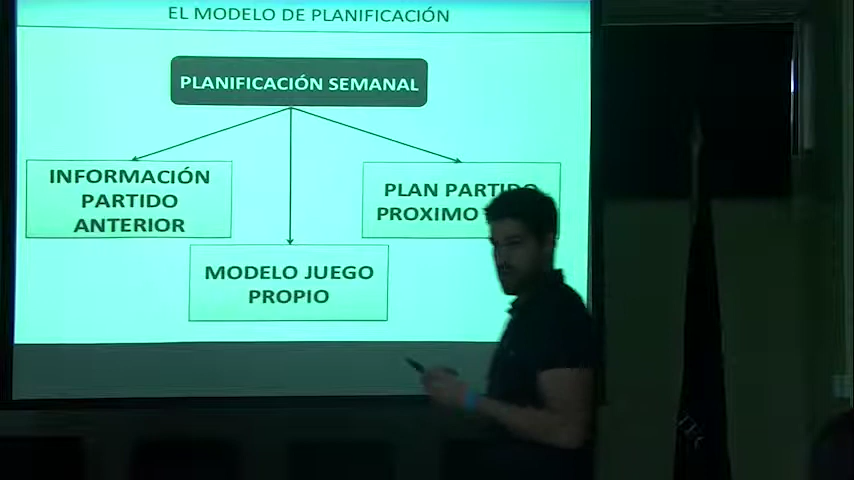 EL MODELO DE PLANIFICACIÓN
PLANIFICACIÓN SEMANAL
INFORMACIÓN
PARTIDO
ANTERIOR
PLAN PARTIDO
PROXIMO
MODELO JUEGO
PROPIO